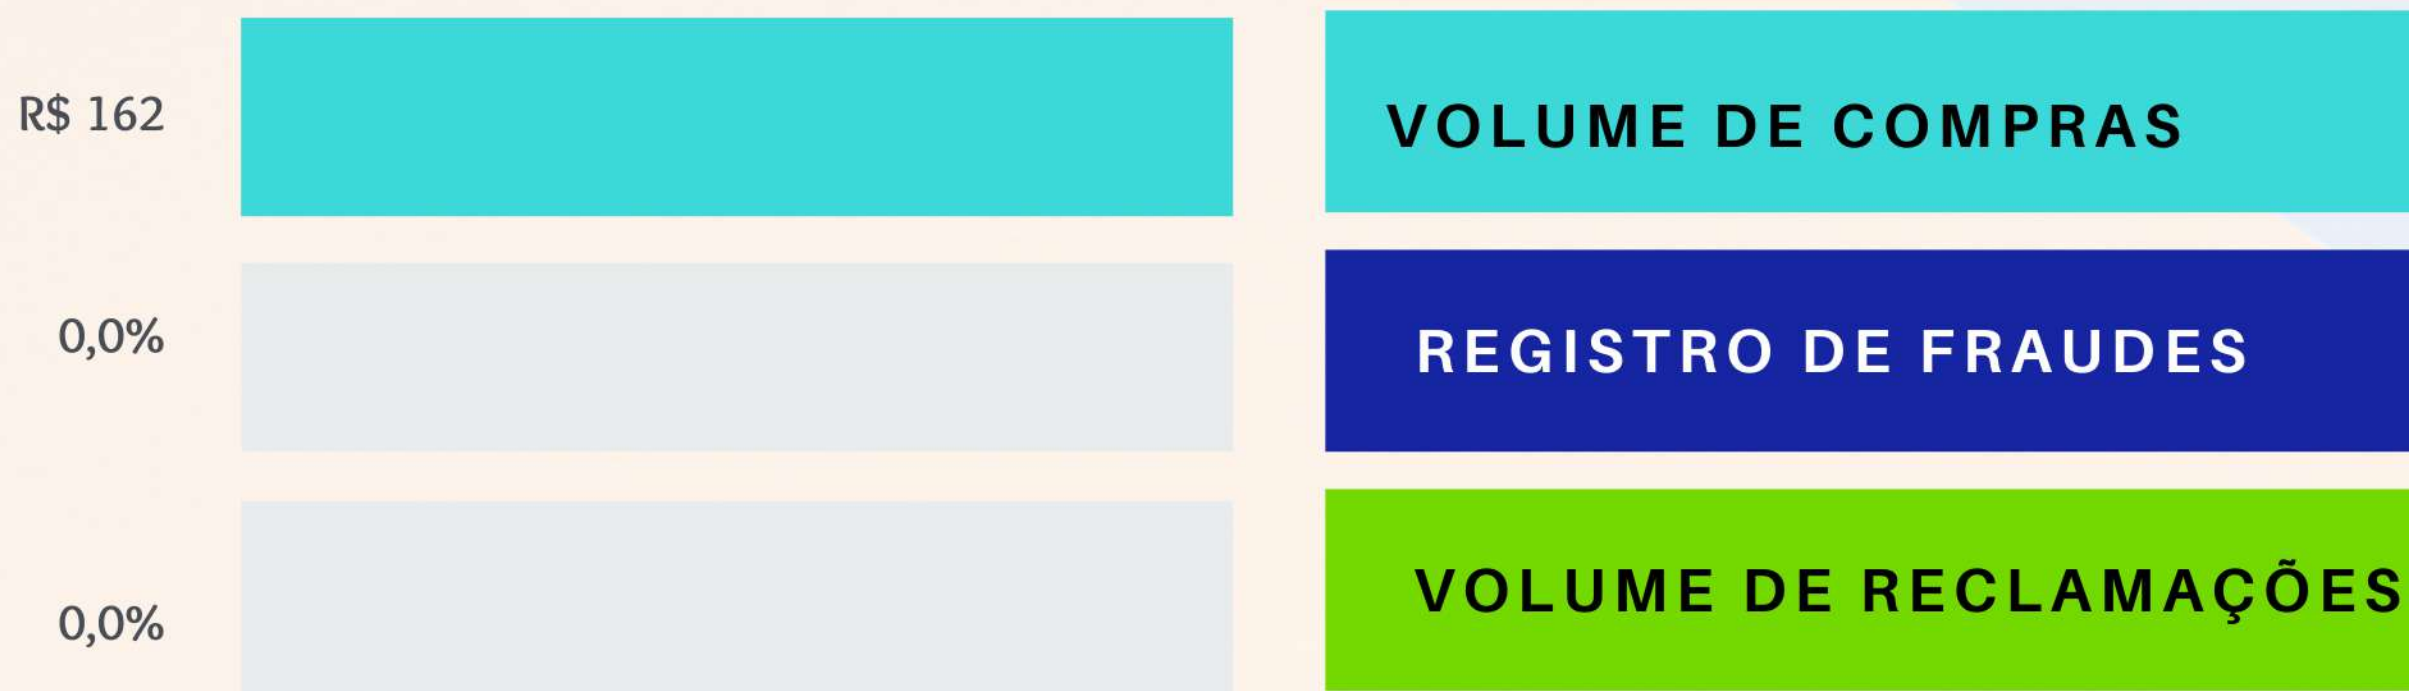 R$ 162
VOLUME DE COMPRAS
0,0%
REGISTRO DE FRAUDES
0,0%
VOLUME DE RECLAMAÇÕES